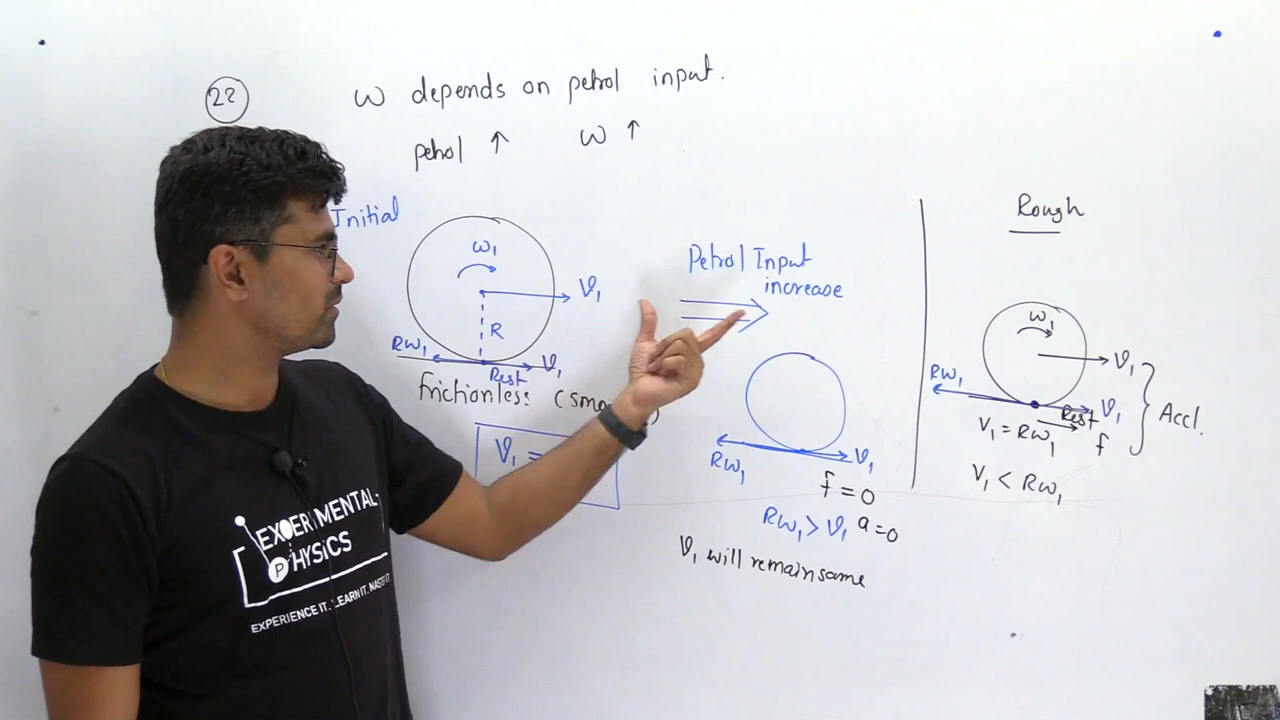 22
ω depends on petrol input.
petrol ↑ ω ↑
Initial
ω₁
V₁
R
Rω₁
V₁
Rest
frictionless
V₁ =
Petrol Input
increase
Rω₁
V₁
f = 0
Rω₁ > V₁ a = 0
V₁ will remain same
Rough
ω₁
V₁
Rω₁
V₁
Rest
f
V₁ = Rω₁
V₁ < Rω₁
Accl.
EXPERIMENTAL
PHYSICS
P
EXPERIENCE IT. LEARN IT. MASTER IT